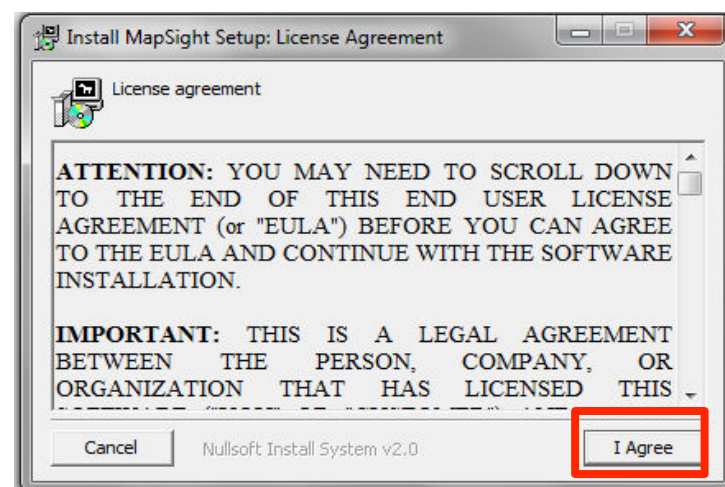 Install MapSight Setup: License Agreement
License agreement
ATTENTION: YOU MAY NEED TO SCROLL DOWN
TO THE END OF THIS END USER LICENSE
AGREEMENT (or "EULA") BEFORE YOU CAN AGREE
TO THE EULA AND CONTINUE WITH THE SOFTWARE
INSTALLATION.
IMPORTANT: THIS IS A LEGAL AGREEMENT
BETWEEN THE PERSON, COMPANY, OR
ORGANIZATION THAT HAS LICENSED THIS
Cancel
Nullsoft Install System v2.0
I Agree